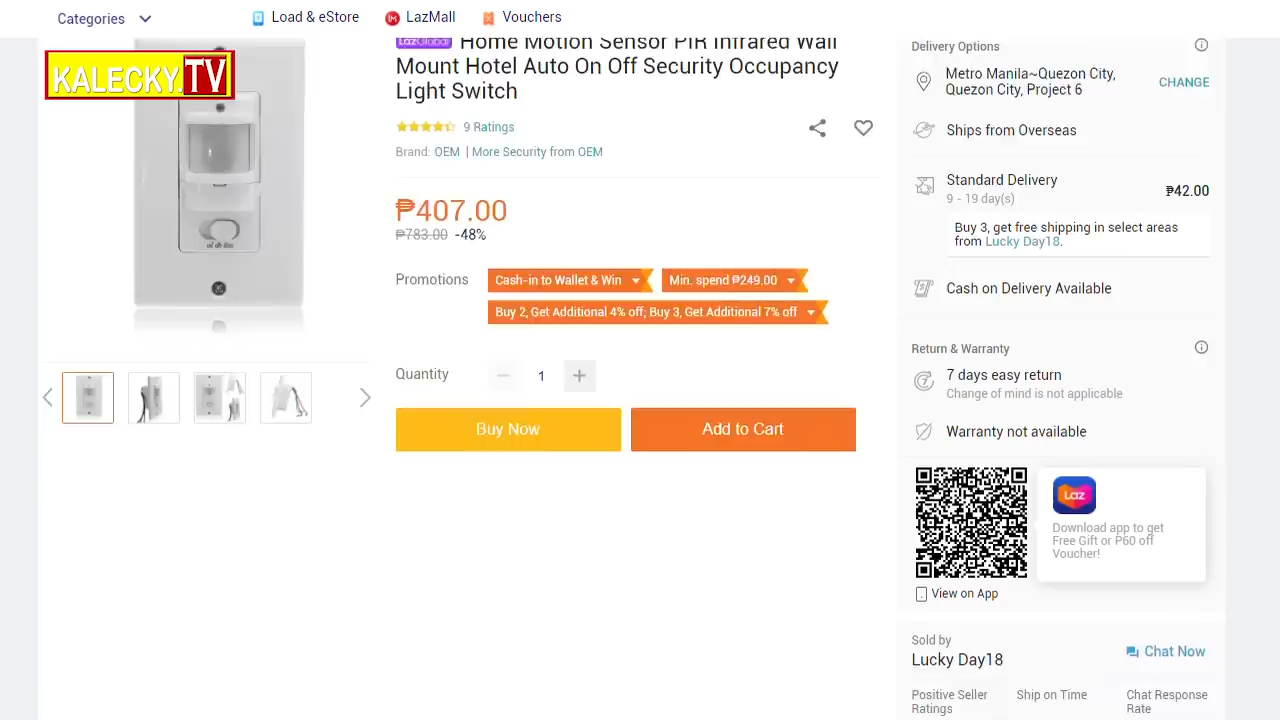 Categories
Load & eStore
LazMall
Vouchers
KALECKY.TV
LazGlobal Home Motion Sensor PIR Infrared Wall
Mount Hotel Auto On Off Security Occupancy
Light Switch
9 Ratings
Brand: OEM | More Security from OEM
₱407.00
₱783.00 -48%
Promotions
Cash-in to Wallet & Win
Min. spend ₱249.00
Buy 2, Get Additional 4% off; Buy 3, Get Additional 7% off
Quantity
1
Buy Now
Add to Cart
Delivery Options
Metro Manila~Quezon City,
Quezon City, Project 6
CHANGE
Ships from Overseas
Standard Delivery
₱42.00
9 - 19 day(s)
Buy 3, get free shipping in select areas
from Lucky Day18.
Cash on Delivery Available
Return & Warranty
7 days easy return
Change of mind is not applicable
Warranty not available
Laz
Download app to get
Free Gift or P60 off
Voucher!
View on App
Sold by
Lucky Day18
Chat Now
Positive Seller
Ratings
Ship on Time
Chat Response
Rate